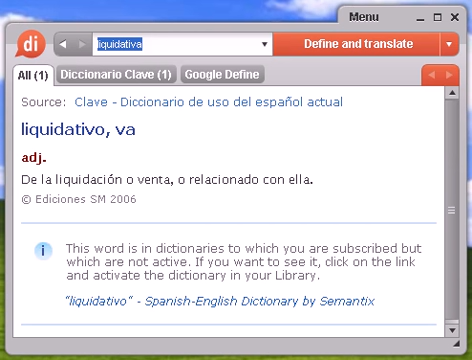 Menu
di
liquidativa
Define and translate
All (1)
Diccionario Clave (1)
Google Define
Source: Clave - Diccionario de uso del español actual
liquidativo, va
adj.
De la liquidación o venta, o relacionado con ella.
© Ediciones SM 2006
i
This word is in dictionaries to which you are subscribed but
which are not active. If you want to see it, click on the link
and activate the dictionary in your Library.
"liquidativo" - Spanish-English Dictionary by Semantix